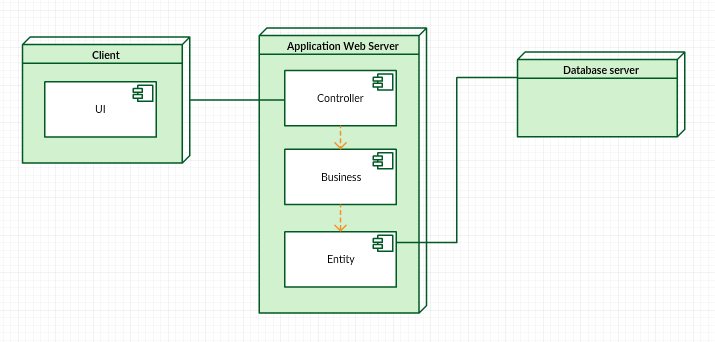 Client
UI
Application Web Server
Controller
Business
Entity
Database server